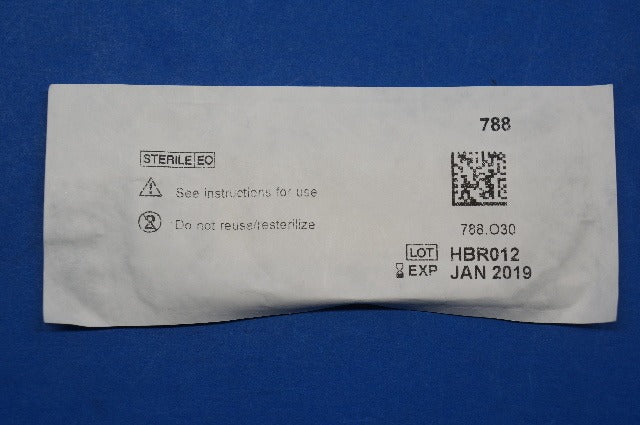 788
STERILE EO
See instructions for use
Do not reuse/resterilize
788.O30
LOT HBR012
EXP JAN 2019